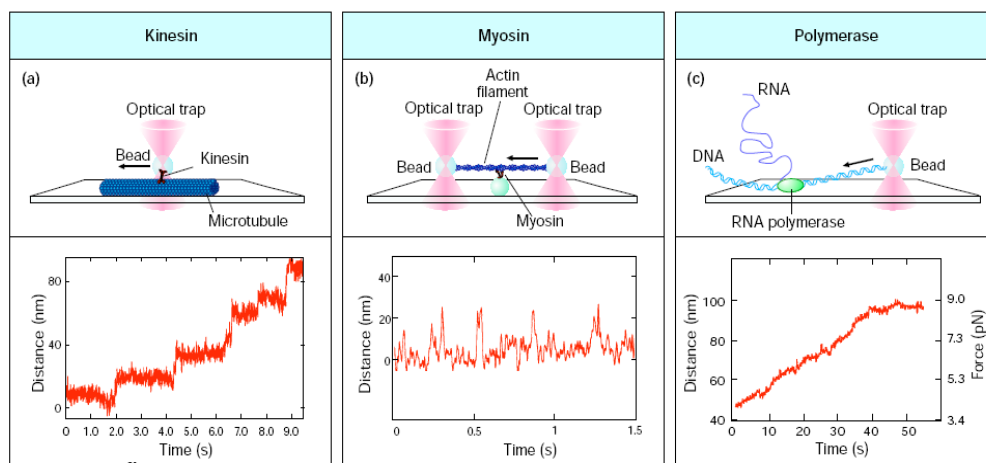 Kinesin
(a)
Optical trap
Bead
Kinesin
Microtubule
80
40
0
Distance (nm)
0.0 1.0 2.0 3.0 4.0 5.0 6.0 7.0 8.0 9.0
Time (s)
Myosin
(b)
Actin
filament
Optical trap Optical trap
Bead Bead
Myosin
40
20
0
Distance (nm)
0 0.5 1.0 1.5
Time (s)
Polymerase
(c)
RNA
Optical trap
DNA
Bead
RNA polymerase
100
80
60
40
Distance (nm)
9.0
7.3
5.3
3.4
Force (pN)
0 10 20 30 40 50
Time (s)